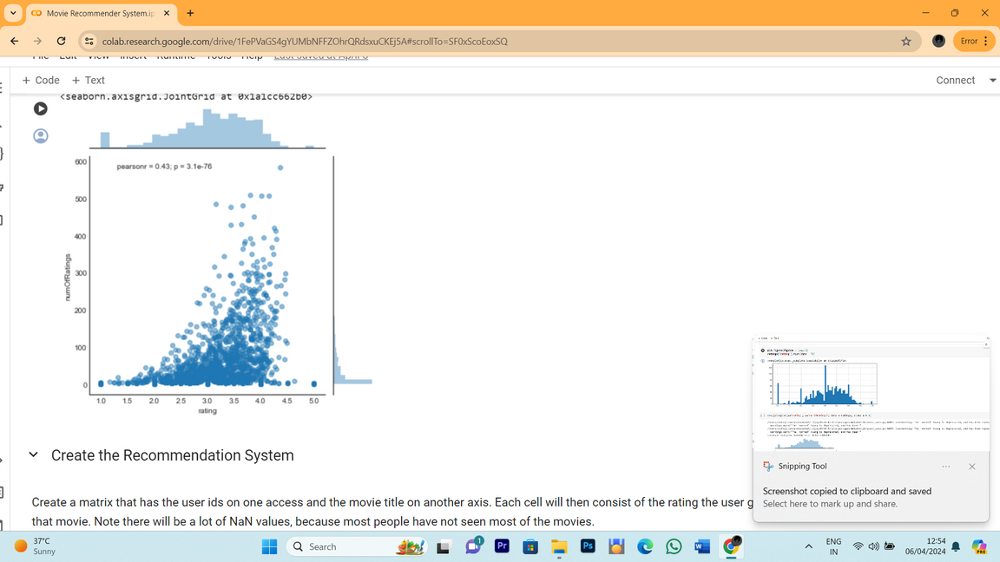 Movie Recommender System.ip
colab.research.google.com/drive/1FePVaGS4gYUMbNFFZOhrQRdsxuCKEj5A#scrollTo=SF0xScoEoxSQ
Error
File Edit View Insert Runtime Tools Help Last saved at April 6
+ Code + Text
Connect
<seaborn.axisgrid.JointGrid at 0x1a1cc662b0>
pearsonr = 0.43; p = 3.1e-76
600
500
400
300
200
100
0
numOfRatings
1.0 1.5 2.0 2.5 3.0 3.5 4.0 4.5 5.0
rating
Create the Recommendation System
Create a matrix that has the user ids on one access and the movie title on another axis. Each cell will then consist of the rating the user g
that movie. Note there will be a lot of NaN values, because most people have not seen most of the movies.
Snipping Tool
Screenshot copied to clipboard and saved
Select here to mark up and share.
37°C
Sunny
Search
1
Pr
Ps
W
ENG
IN
12:54
06/04/2024
PRE